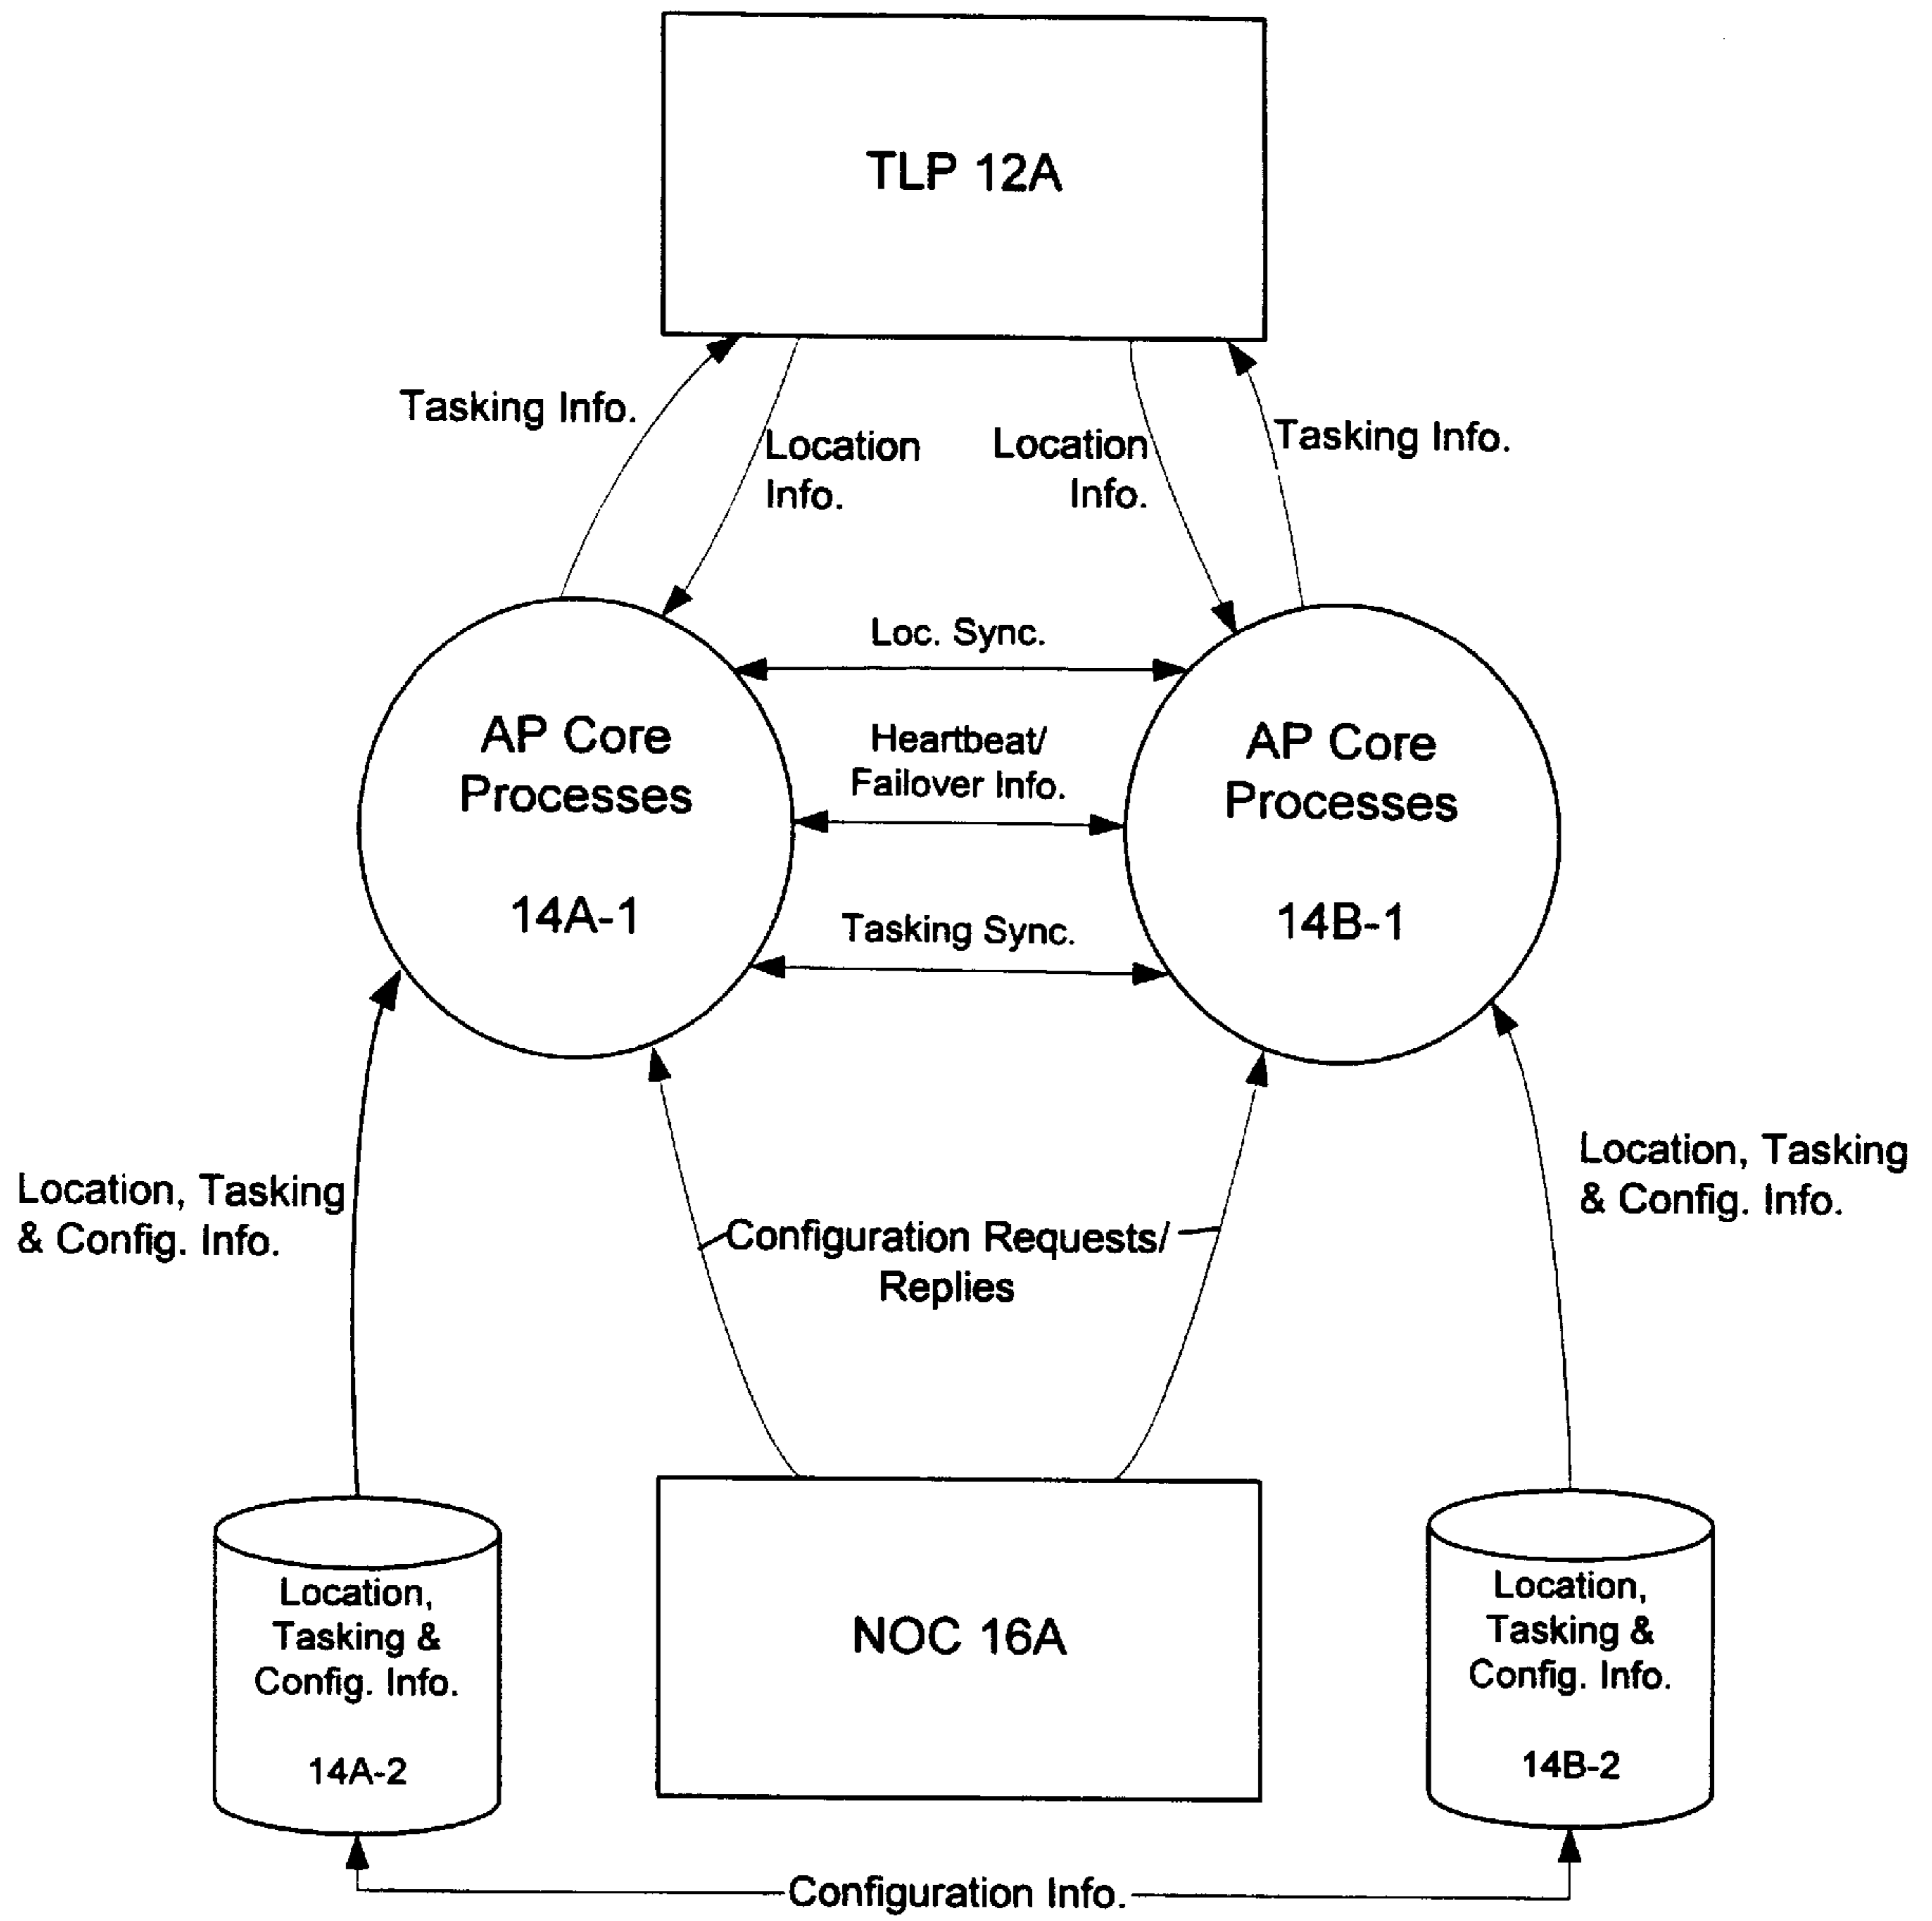 TLP 12A
Tasking Info.
Location
Info.
Location
Info.
Tasking Info.
Loc. Sync.
AP Core
Processes
14A-1
Heartbeat/
Failover Info.
AP Core
Processes
14B-1
Tasking Sync.
Location, Tasking
& Config. Info.
Configuration Requests/
Replies
Location, Tasking
& Config. Info.
Location,
Tasking &
Config. Info.
14A-2
NOC 16A
Location,
Tasking &
Config. Info.
14B-2
Configuration Info.